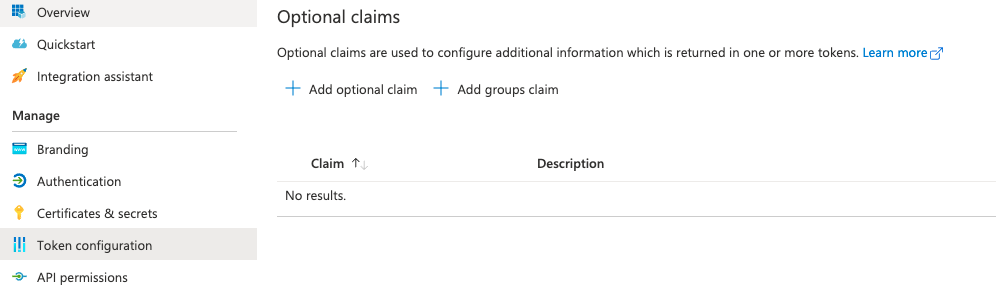 Overview
Quickstart
Integration assistant
Manage
Branding
Authentication
Certificates & secrets
Token configuration
API permissions
Optional claims
Optional claims are used to configure additional information which is returned in one or more tokens. Learn more
Add optional claim Add groups claim
Claim Description
No results.